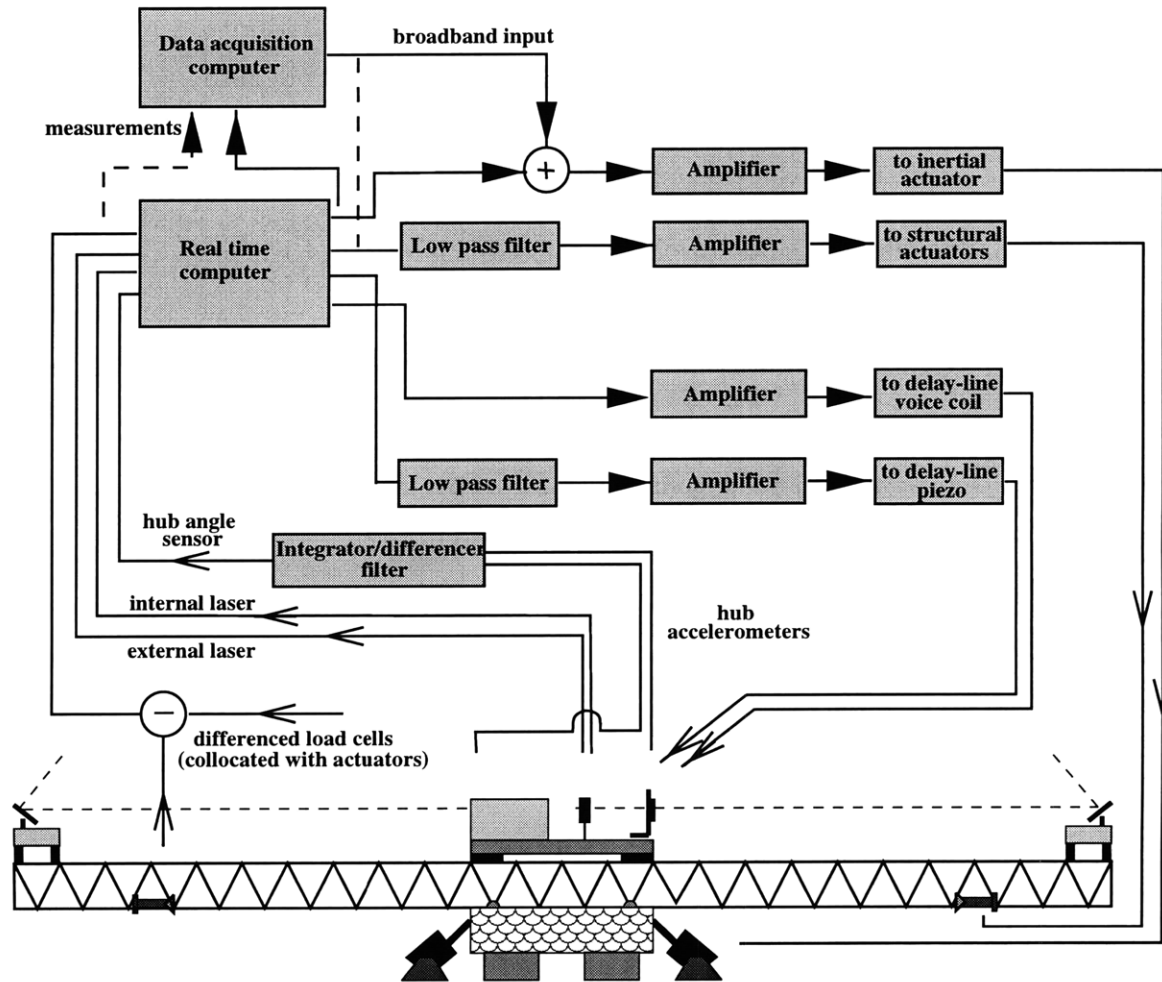 broadband input
Data acquisition
computer
measurements
+
Amplifier
to inertial
actuator
Real time
computer
Low pass filter
Amplifier
to structural
actuators
Amplifier
to delay-line
voice coil
Low pass filter
Amplifier
to delay-line
piezo
hub angle
sensor
Integrator/differencer
filter
internal laser
external laser
hub
accelerometers
−
differenced load cells
(collocated with actuators)